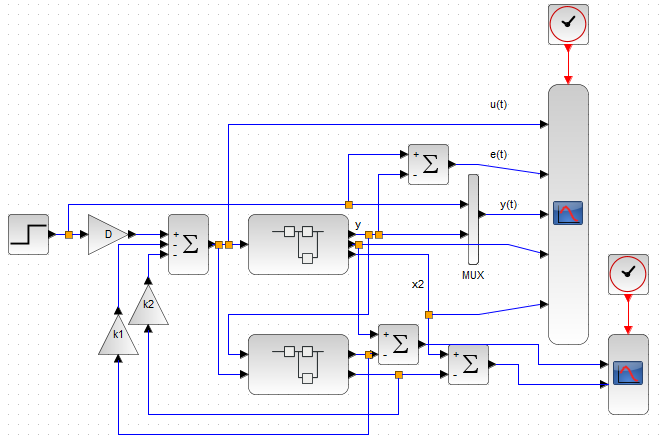 u(t)
+
e(t)
-
Σ
y(t)
D
+
-
-
Σ
y
MUX
x2
k2
k1
+
-
Σ
+
-
Σ